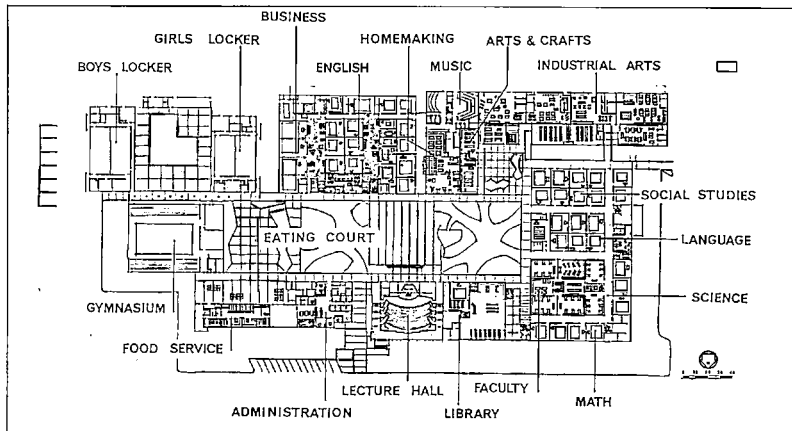 BUSINESS
GIRLS LOCKER
HOMEMAKING
ARTS & CRAFTS
BOYS LOCKER
ENGLISH
MUSIC
INDUSTRIAL ARTS
SOCIAL STUDIES
EATING COURT
LANGUAGE
GYMNASIUM
SCIENCE
FOOD SERVICE
LECTURE HALL
FACULTY
MATH
ADMINISTRATION
LIBRARY